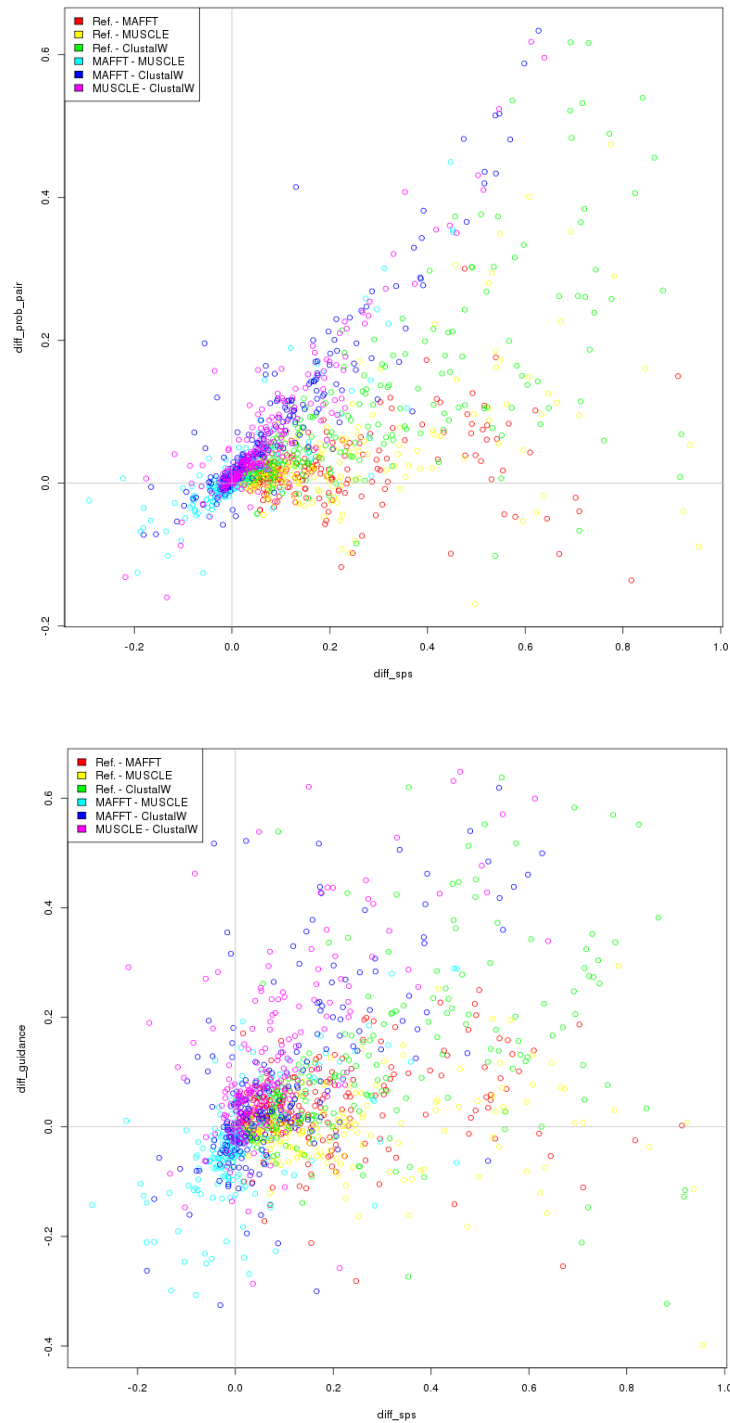 Ref. - MAFFT
Ref. - MUSCLE
Ref. - ClustalW
MAFFT - MUSCLE
MAFFT - ClustalW
MUSCLE - ClustalW
0.6
0.4
0.2
0.0
-0.2
diff_prob_pair
-0.2 0.0 0.2 0.4 0.6 0.8 1.0
diff_sps
Ref. - MAFFT
Ref. - MUSCLE
Ref. - ClustalW
MAFFT - MUSCLE
MAFFT - ClustalW
MUSCLE - ClustalW
0.6
0.4
0.2
0.0
-0.2
-0.4
diff_guidance
-0.2 0.0 0.2 0.4 0.6 0.8 1.0
diff_sps